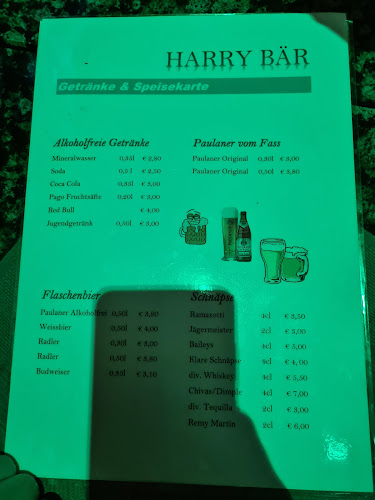 HARRY BÄR
Getränke & Speisekarte
Alkoholfreie Getränke
Mineralwasser 0,35l € 2,80
Soda 0,5 l € 2,50
Coca Cola 0,35l € 3,00
Pago Fruchtsäfte 0,20l € 3,00
Red Bull € 4,00
Jugendgetränk 0,50l € 3,00
Paulaner vom Fass
Paulaner Original 0,30l € 3,00
Paulaner Original 0,50l € 3,80
Flaschenbier
Paulaner Alkoholfrei 0,50l € 3,80
Weissbier 0,50l € 4,00
Radler 0,30l € 3,00
Radler 0,50l € 3,80
Budweiser 0,33l € 3,10
Schnäpse
Ramazotti 4cl € 3,50
Jägermeister 2cl € 3,00
Baileys 4cl € 5,00
Klare Schnäpse 4cl € 4,00
div. Whiskey 4cl € 5,50
Chivas/Dimple 4cl € 7,00
div. Tequilla 2cl € 3,00
Remy Martin 2cl € 6,00